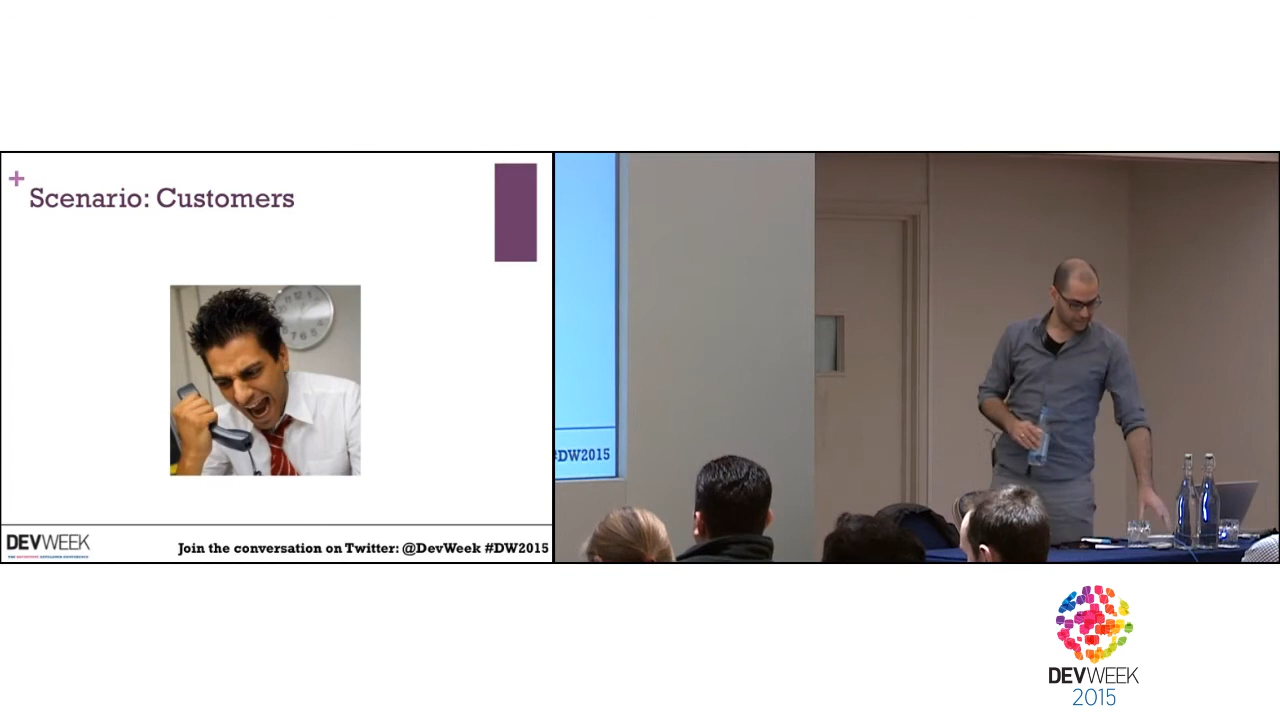 +
Scenario: Customers
DEVWEEK
Join the conversation on Twitter: @DevWeek #DW2015
#DW2015
DEVWEEK
2015